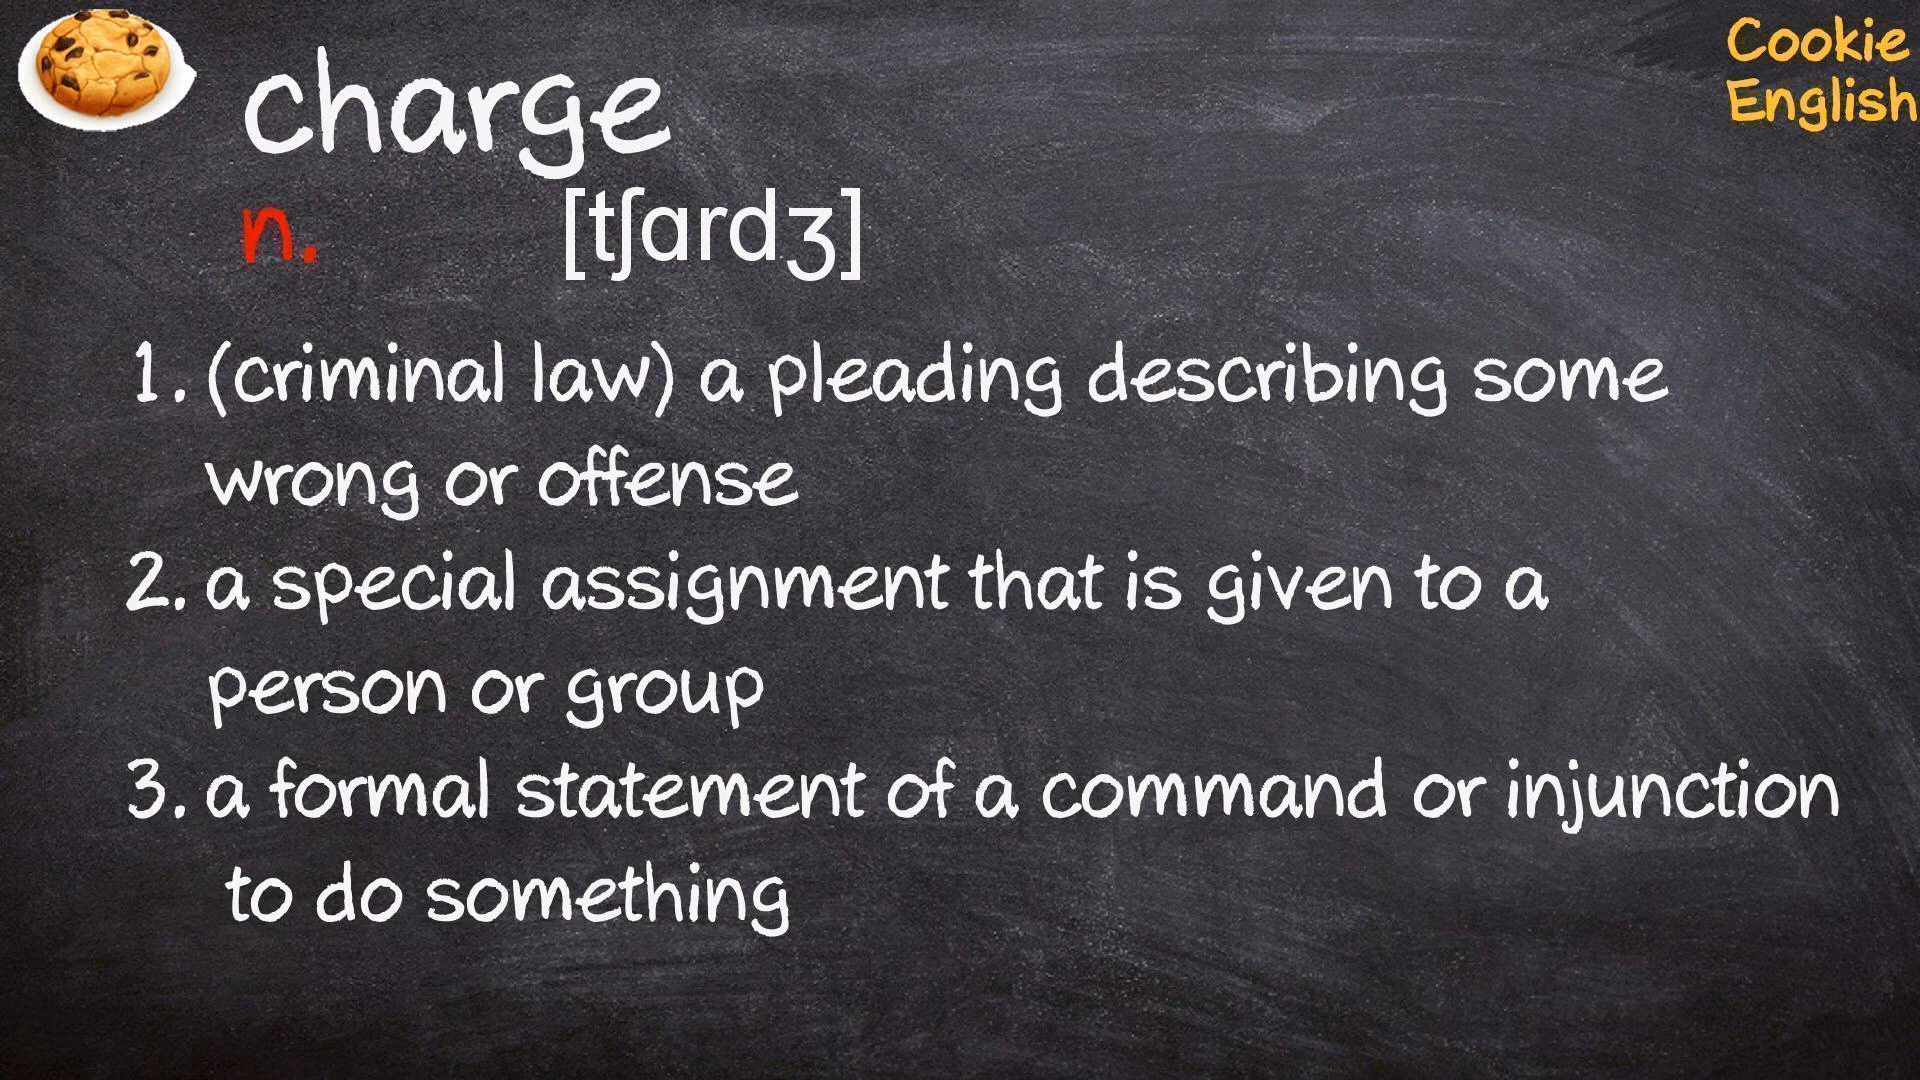 charge
Cookie
English
n. [tʃɑrdʒ]
1. (criminal law) a pleading describing some
wrong or offense
2. a special assignment that is given to a
person or group
3. a formal statement of a command or injunction
to do something